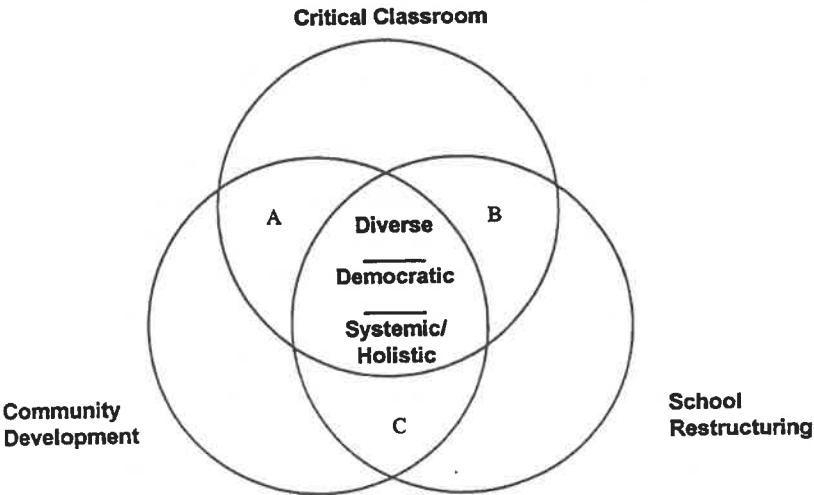 Critical Classroom
A
B
Diverse
Democratic
Systemic/
Holistic
Community
Development
C
School
Restructuring